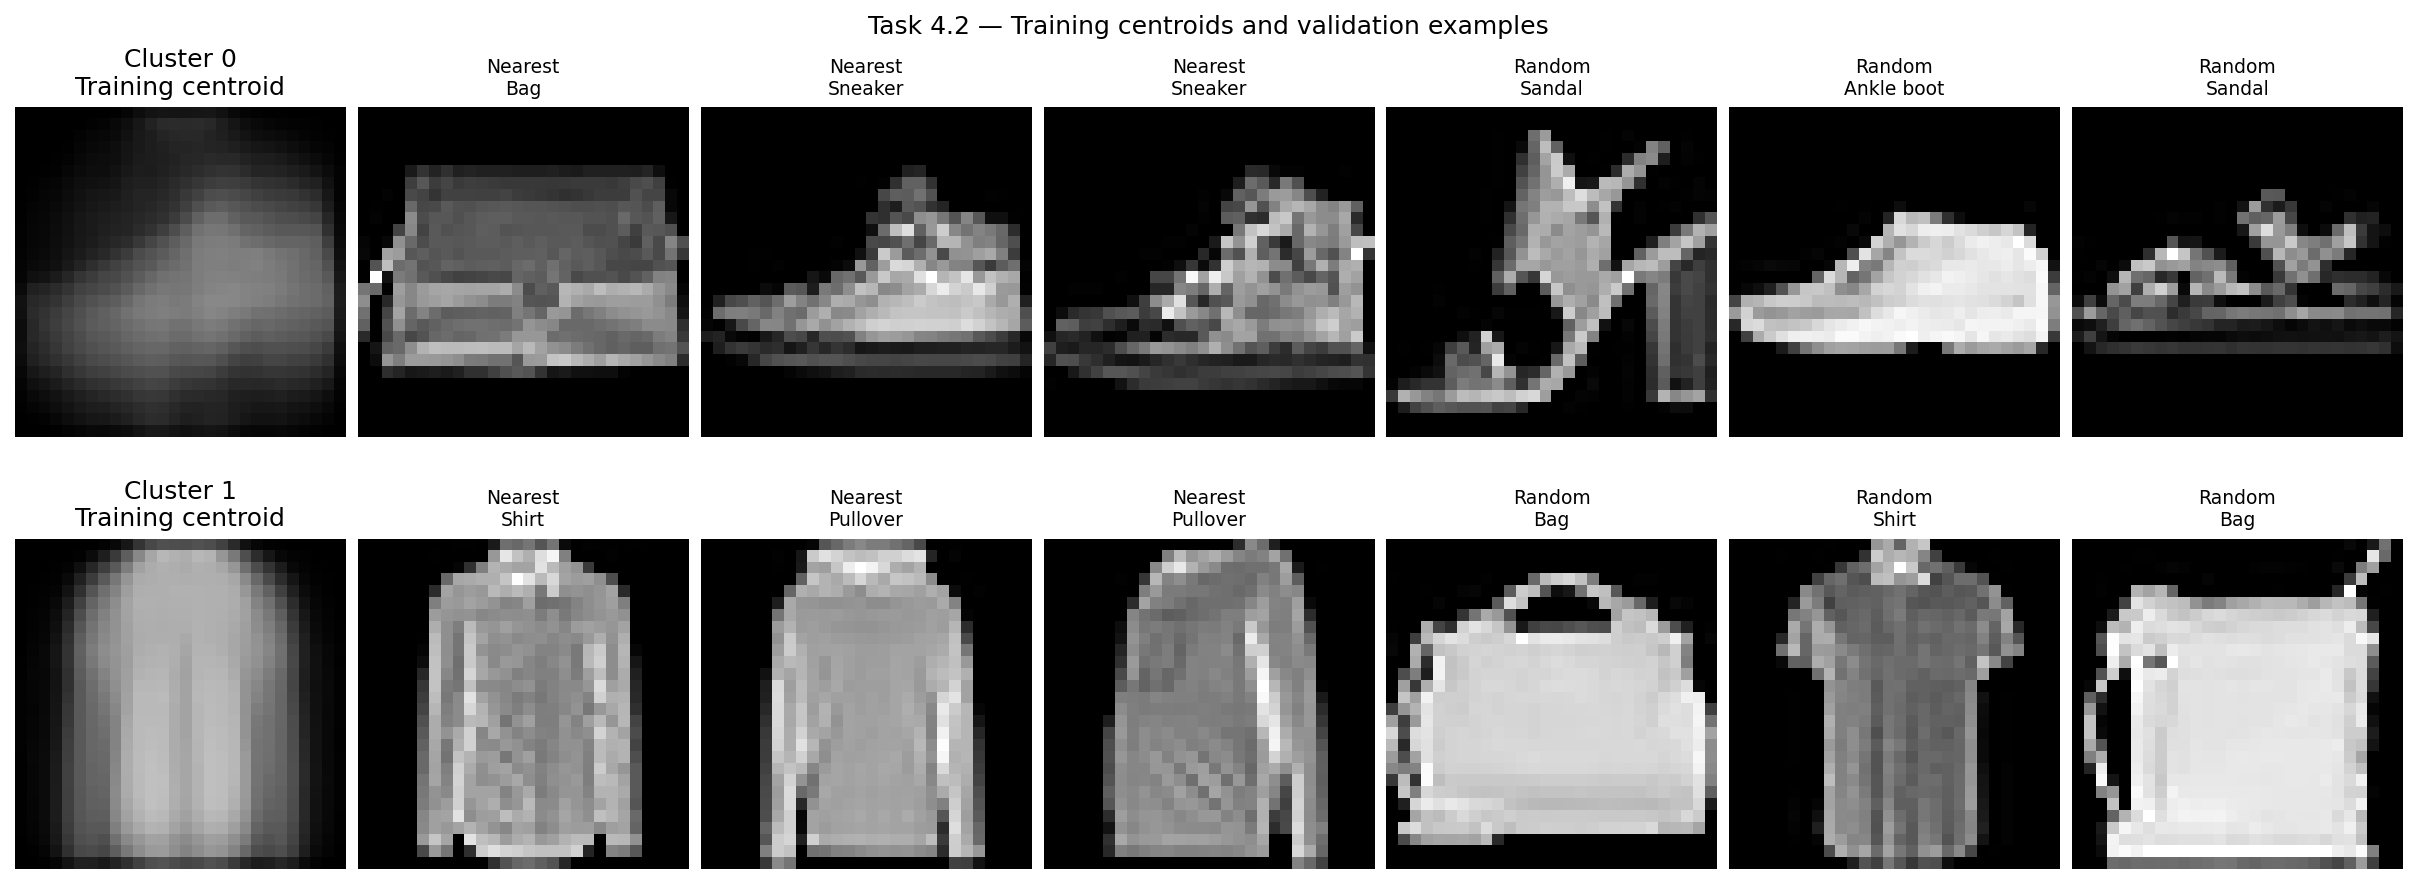 Task 4.2 — Training centroids and validation examples
Cluster 0
Training centroid
Nearest
Bag
Nearest
Sneaker
Nearest
Sneaker
Random
Sandal
Random
Ankle boot
Random
Sandal
Cluster 1
Training centroid
Nearest
Shirt
Nearest
Pullover
Nearest
Pullover
Random
Bag
Random
Shirt
Random
Bag